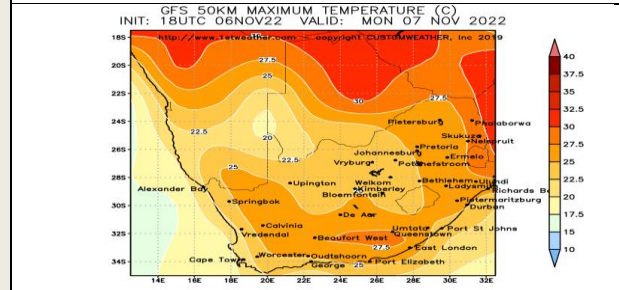 GFS 50KM MAXIMUM TEMPERATURE (C)
INIT: 18UTC 06NOV22 VALID: MON 07 NOV 2022
http://www.1stweather.com -- copyright CUSTOMWEATHER, Inc 2019
18S
20S
22S
24S
26S
28S
30S
32S
34S
14E 16E 18E 20E 22E 24E 26E 28E 30E 32E
30
27.5
25
30
27.5
22.5
20
25
22.5
25
27.5
25
Pietersburg
Phalaborwa
Skukuza
Nelspruit
Pretoria
Johannesburg
Ermelo
Vryburg
Potchefstroom
Upington
Welkom
Kimberley
Bloemfontein
Bethlehem
Ulundi
Ladysmith
Richards B
Alexander Bay
Springbok
Pietermaritzburg
Durban
De Aar
Calvinia
Vredendal
Beaufort West
Umtata
Port St Johns
Queenstown
East London
Cape Town
Worcester
Oudtshoorn
George
Port Elizabeth
40
37.5
35
32.5
30
27.5
25
22.5
20
17.5
15
10